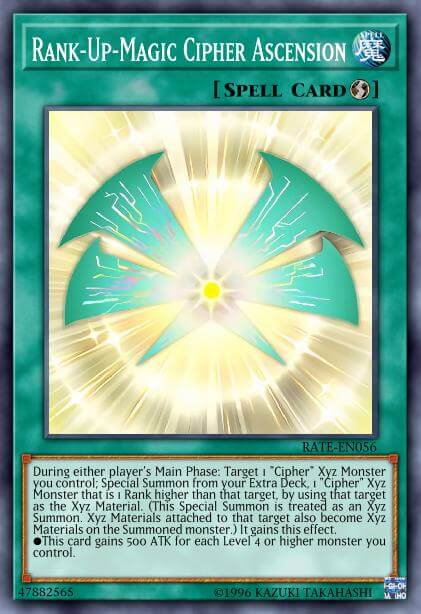 Rank-Up-Magic Cipher Ascension
SPELL
魔
[Spell Card]
RATE-EN056
During either player's Main Phase: Target 1 "Cipher" Xyz Monster
you control; Special Summon from your Extra Deck, 1 "Cipher" Xyz
Monster that is 1 Rank higher than that target, by using that target
as the Xyz Material. (This Special Summon is treated as an Xyz
Summon. Xyz Materials attached to that target also become Xyz
Materials on the Summoned monster.) It gains this effect.
●This card gains 500 ATK for each Level 4 or higher monster you
control.
47882565
©1996 KAZUKI TAKAHASHI